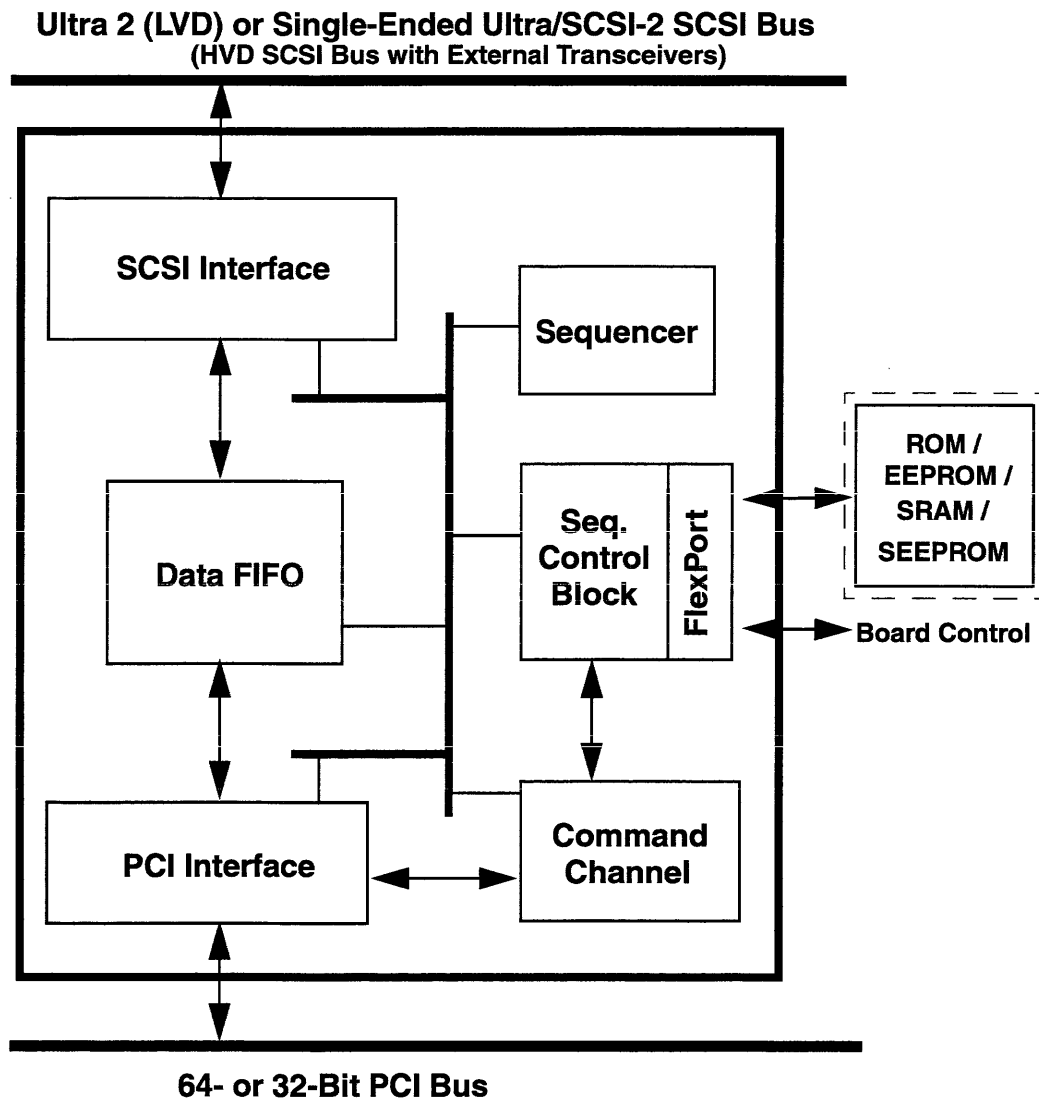 Ultra 2 (LVD) or Single-Ended Ultra/SCSI-2 SCSI Bus
(HVD SCSI Bus with External Transceivers)
SCSI Interface
Sequencer
ROM /
EEPROM /
SRAM /
SEEPROM
Seq.
Control
Block
FlexPort
Data FIFO
Board Control
PCI Interface
Command
Channel
64- or 32-Bit PCI Bus